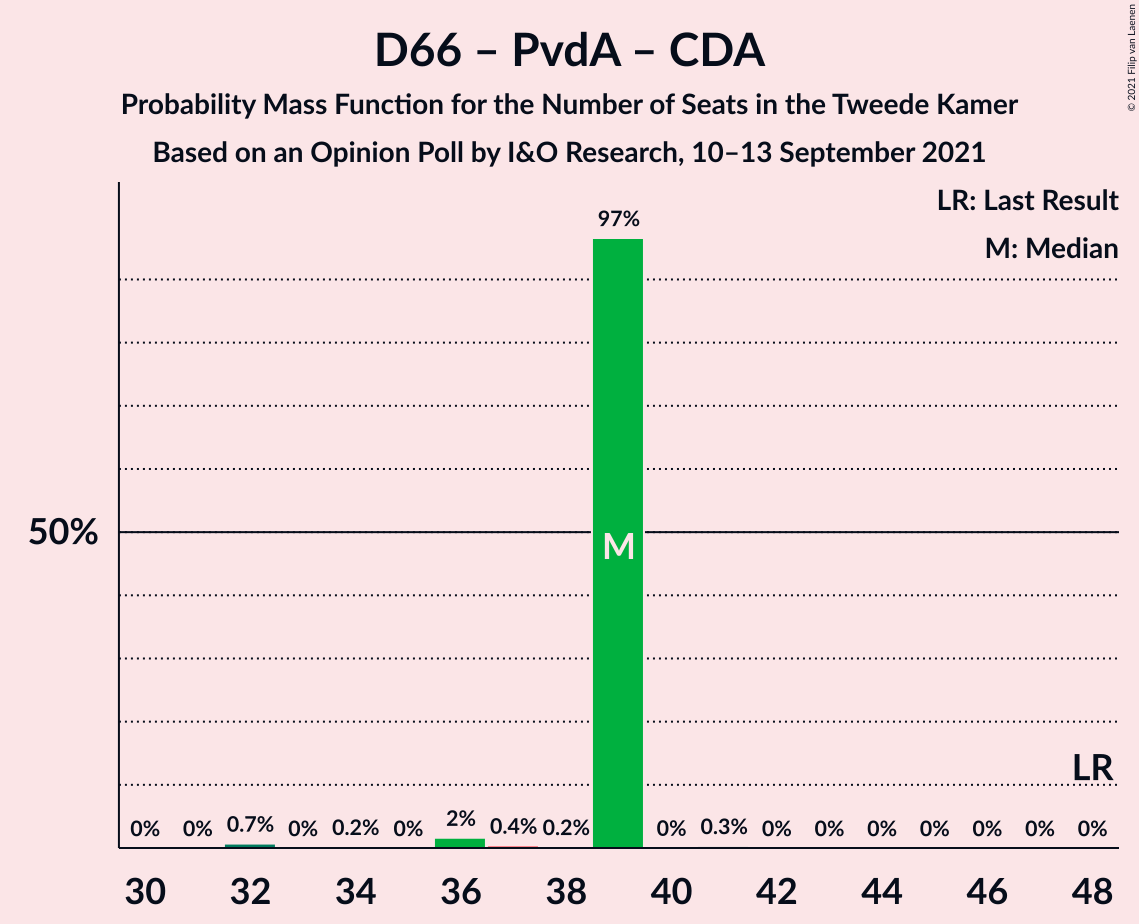 D66 – PvdA – CDA
Probability Mass Function for the Number of Seats in the Tweede Kamer
Based on an Opinion Poll by I&O Research, 10–13 September 2021
© 2021 Filip van Laenen
LR: Last Result
M: Median
97%
50%
M
LR
0% 0% 0.7% 0% 0.2% 0% 2% 0.4% 0.2% 0% 0.3% 0% 0% 0% 0% 0% 0% 0%
30 32 34 36 38 40 42 44 46 48